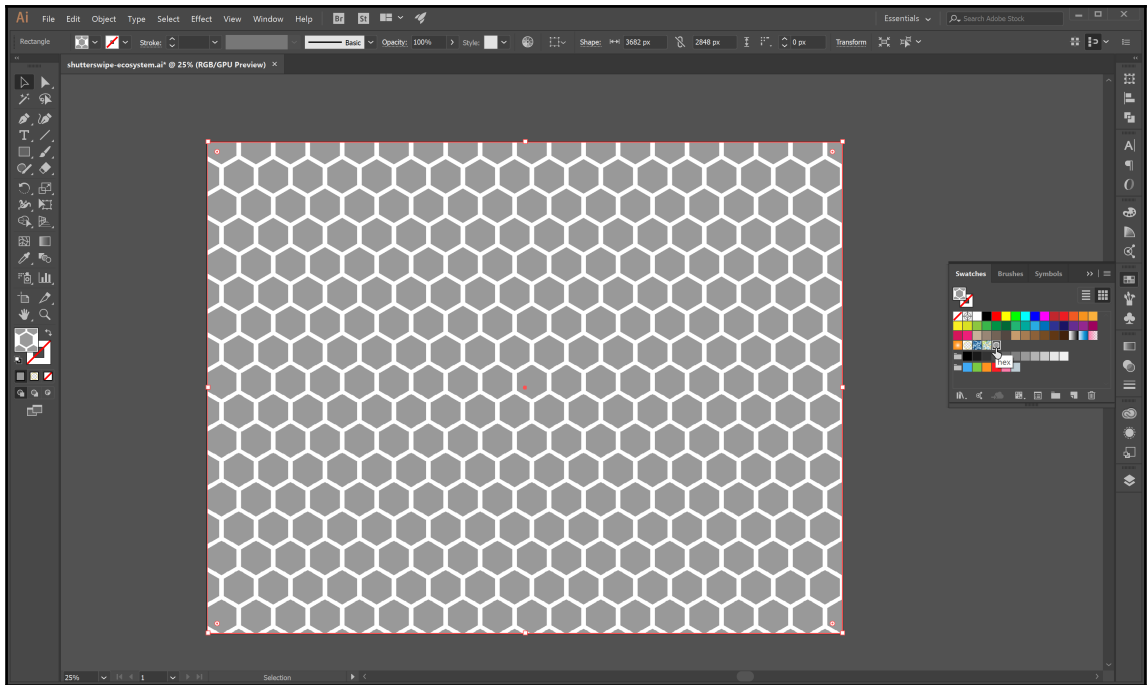 Ai File Edit Object Type Select Effect View Window Help Br St Essentials Search Adobe Stock
Rectangle Stroke: Basic Opacity: 100% Style: Shape: 3682 px 2848 px 0 px Transform
shutterswipe-ecosystem.ai* @ 25% (RGB/GPU Preview) ×
Swatches Brushes Symbols
hex
25% 1 Selection